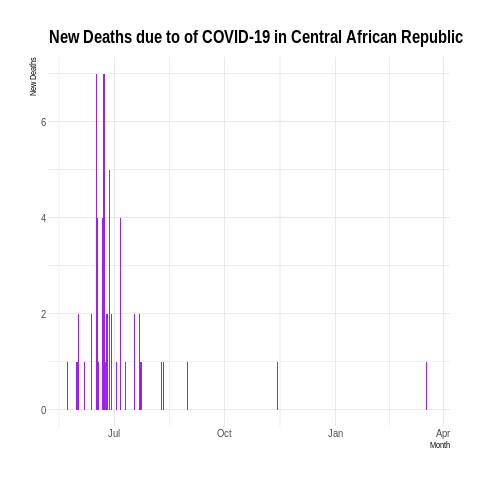 New Deaths due to of COVID-19 in Central African Republic
New Deaths
6
4
2
0
Jul Oct Jan Apr
Month